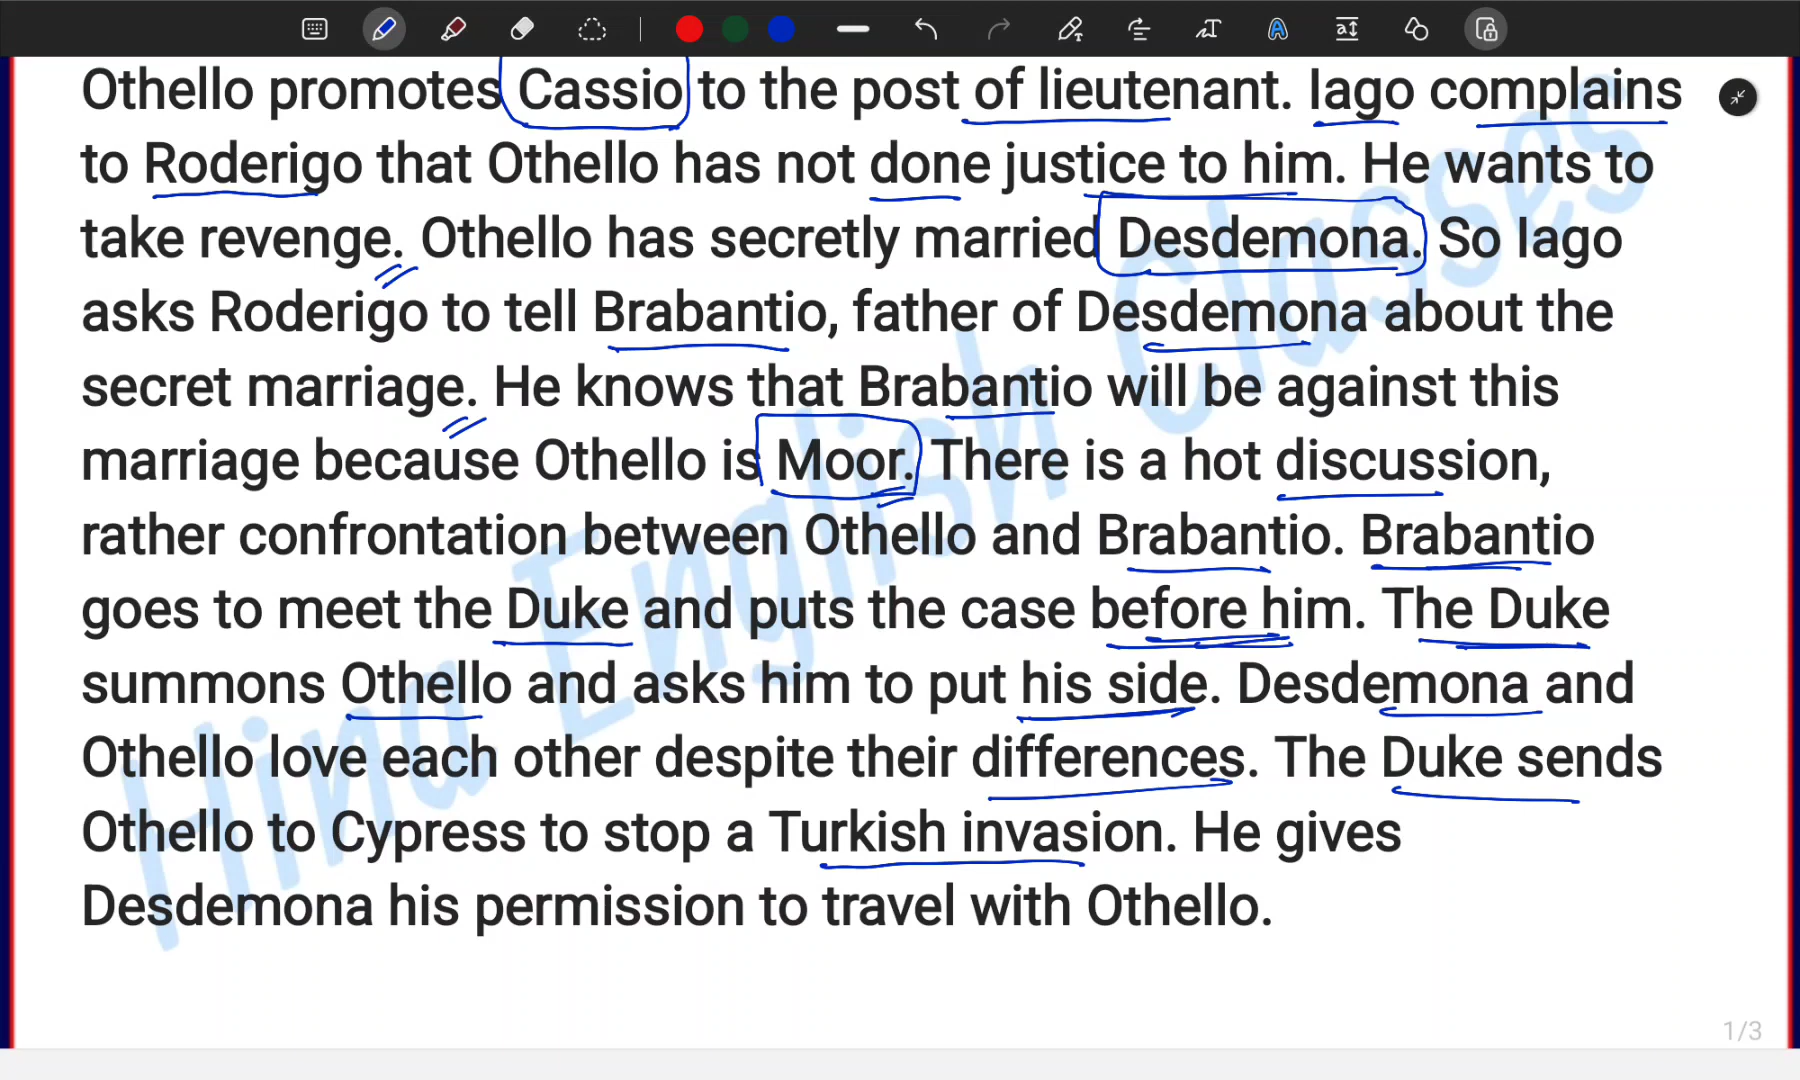 Othello promotes Cassio to the post of lieutenant. Iago complains
to Roderigo that Othello has not done justice to him. He wants to
take revenge. Othello has secretly married Desdemona. So Iago
asks Roderigo to tell Brabantio, father of Desdemona about the
secret marriage. He knows that Brabantio will be against this
marriage because Othello is Moor. There is a hot discussion,
rather confrontation between Othello and Brabantio. Brabantio
goes to meet the Duke and puts the case before him. The Duke
summons Othello and asks him to put his side. Desdemona and
Othello love each other despite their differences. The Duke sends
Othello to Cypress to stop a Turkish invasion. He gives
Desdemona his permission to travel with Othello.
Hina English Classes
1/3